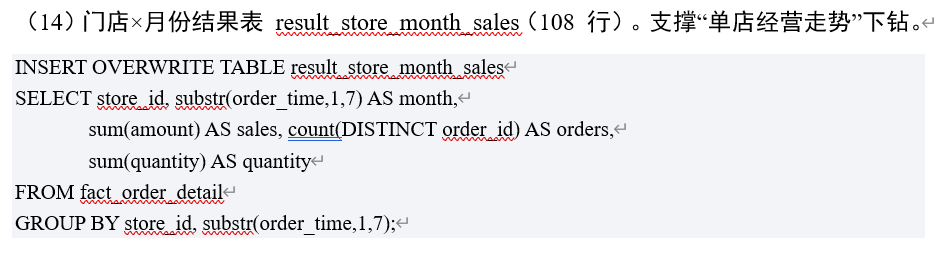 （14）门店×月份结果表 result_store_month_sales（108 行）。支撑“单店经营走势”下钻。↵
INSERT OVERWRITE TABLE result_store_month_sales↵
SELECT store_id, substr(order_time,1,7) AS month,↵
sum(amount) AS sales, count(DISTINCT order_id) AS orders,↵
sum(quantity) AS quantity↵
FROM fact_order_detail↵
GROUP BY store_id, substr(order_time,1,7);↵